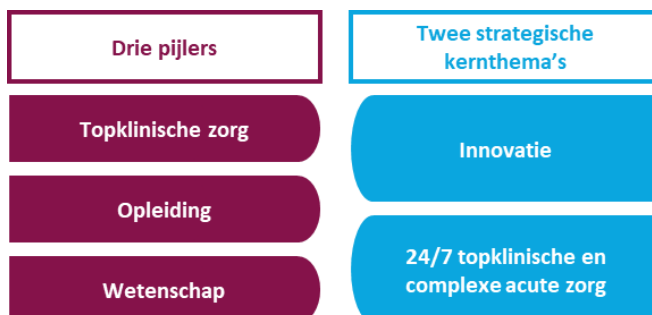 Drie pijlers
Topklinische zorg
Opleiding
Wetenschap
Twee strategische
kernthema's
Innovatie
24/7 topklinische en
complexe acute zorg